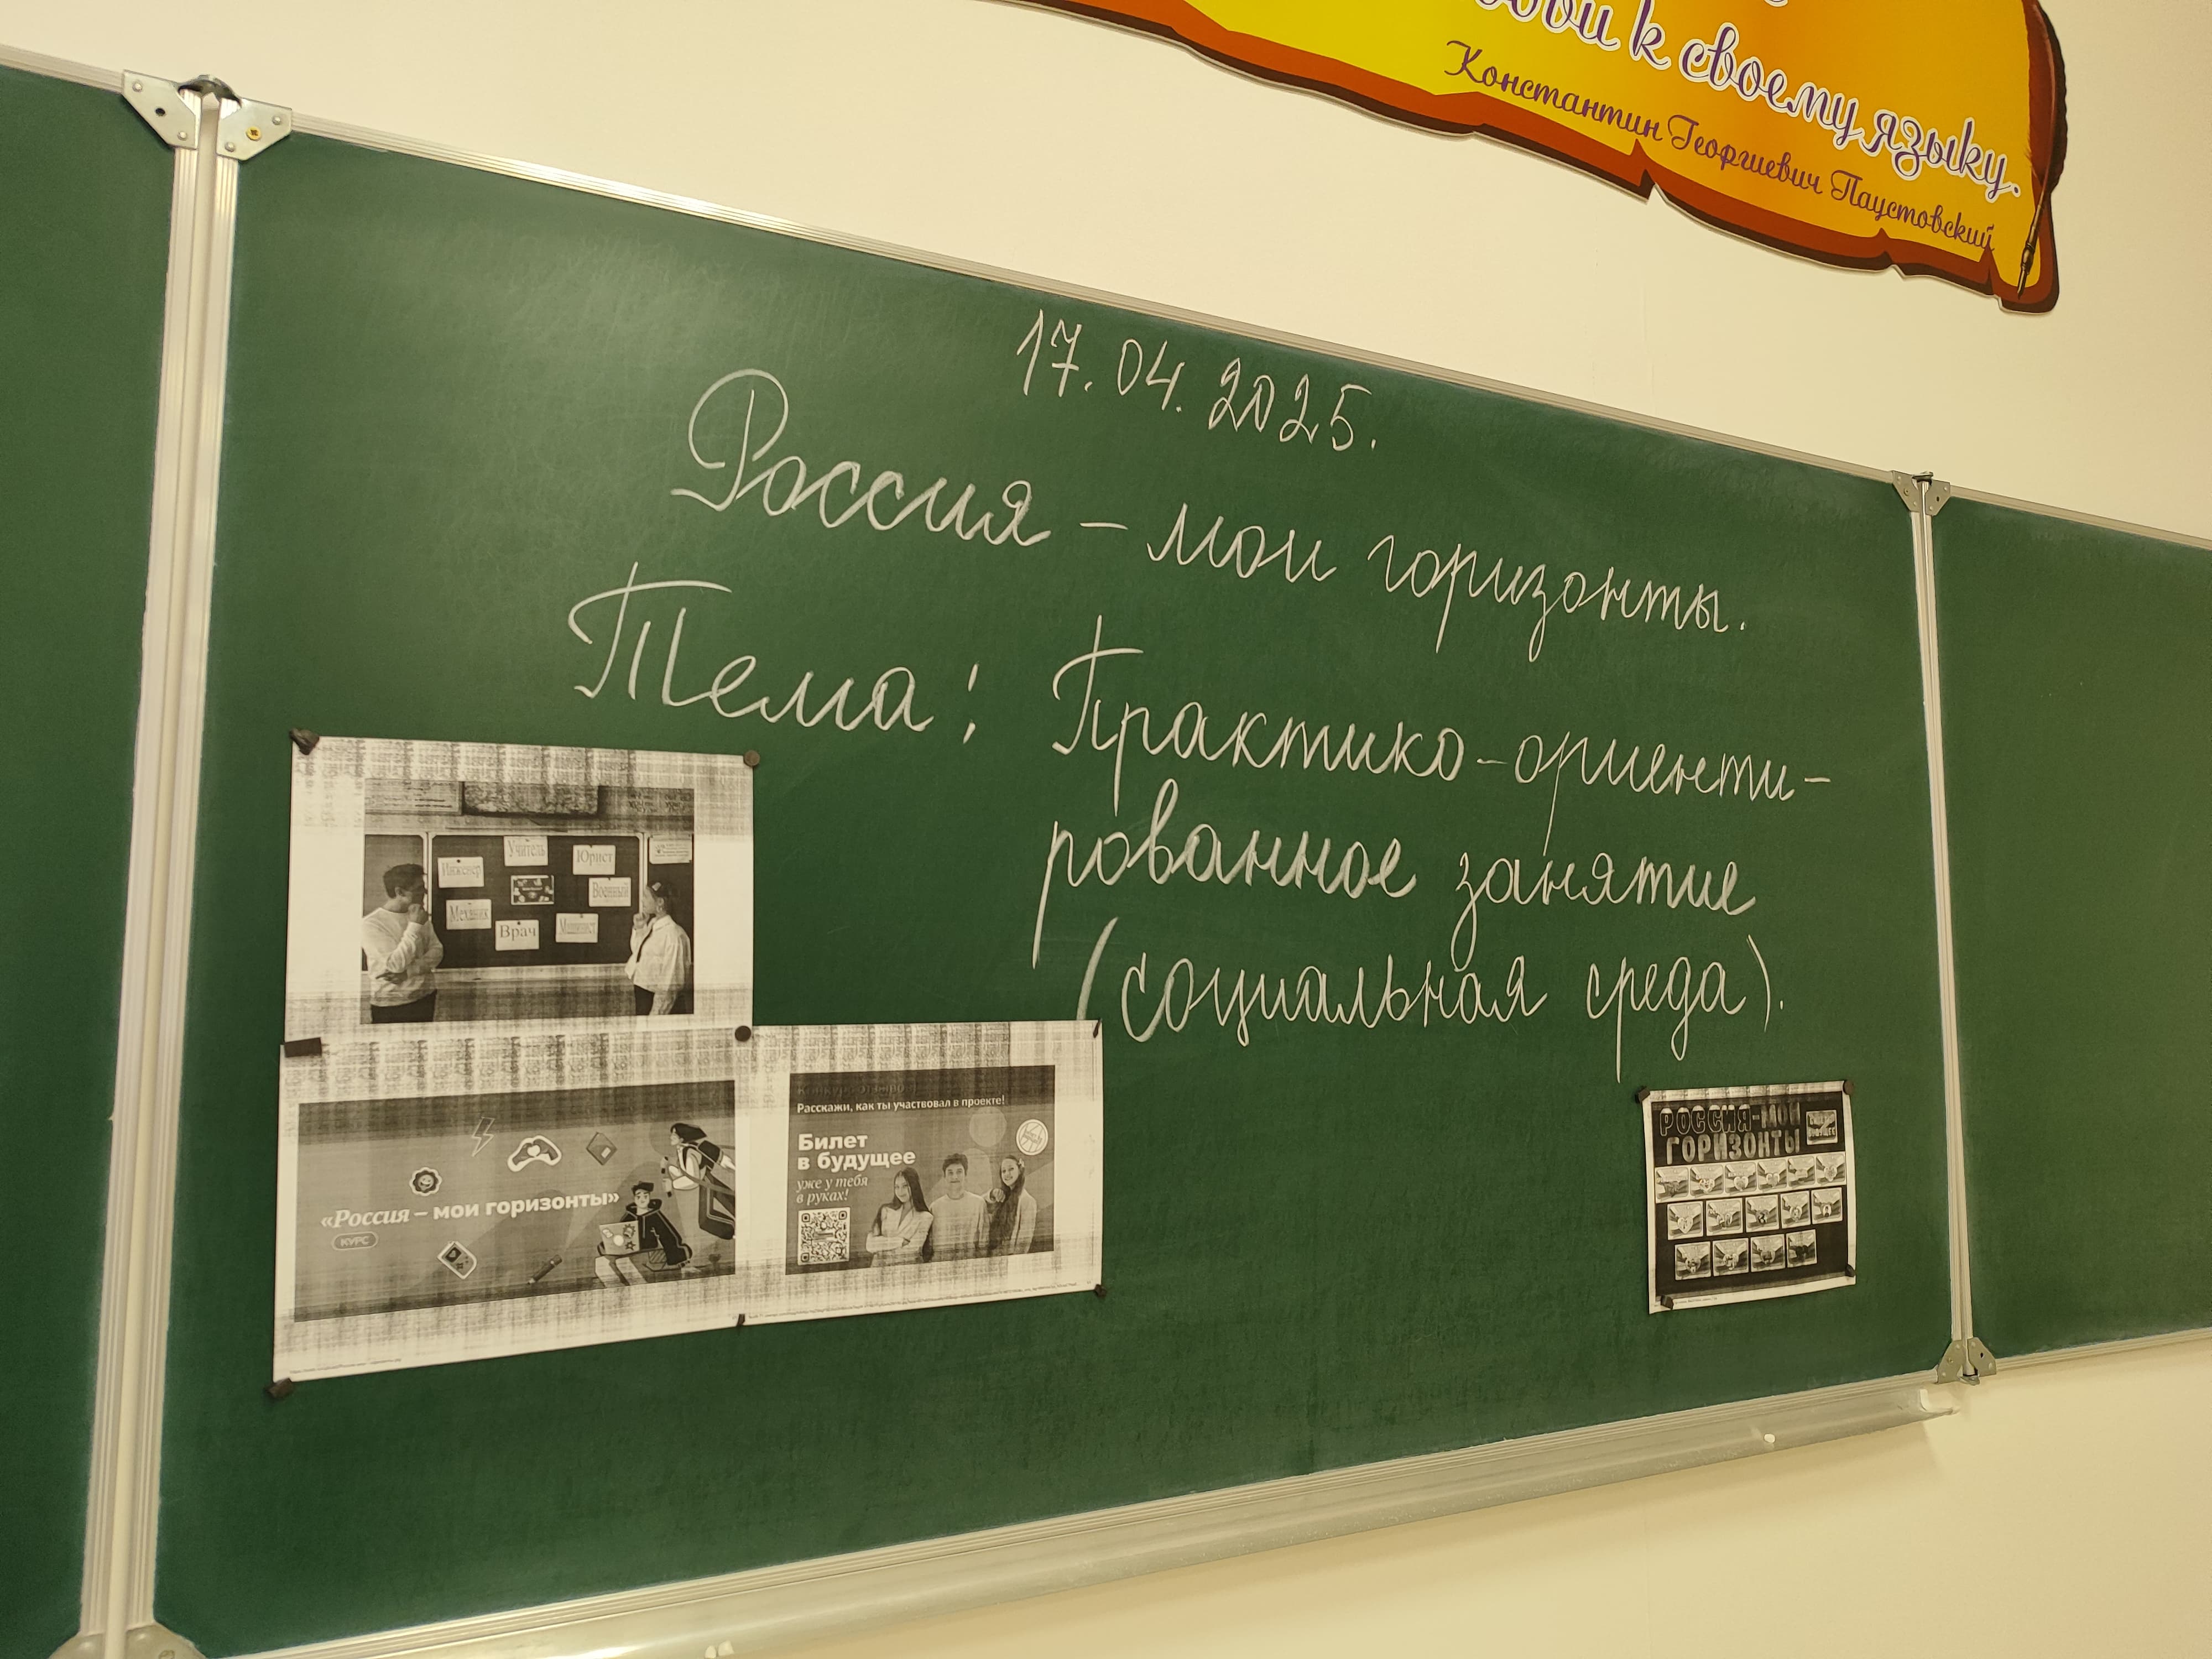 к своему языку.
Константин Георгиевич Паустовский
17.04.2025.
Россия – мои горизонты.
Тема: Практико-ориенти-
рованное занятие
(социальная среда).
Учитель
Юрист
Инженер
Военный
Механик
Врач
Машинист
«Россия – мои горизонты»
КУРС
Расскажи, как ты участвовал в проекте!
Билет
в будущее
уже у тебя
в руках!
РОССИЯ-МОИ
ГОРИЗОНТЫ